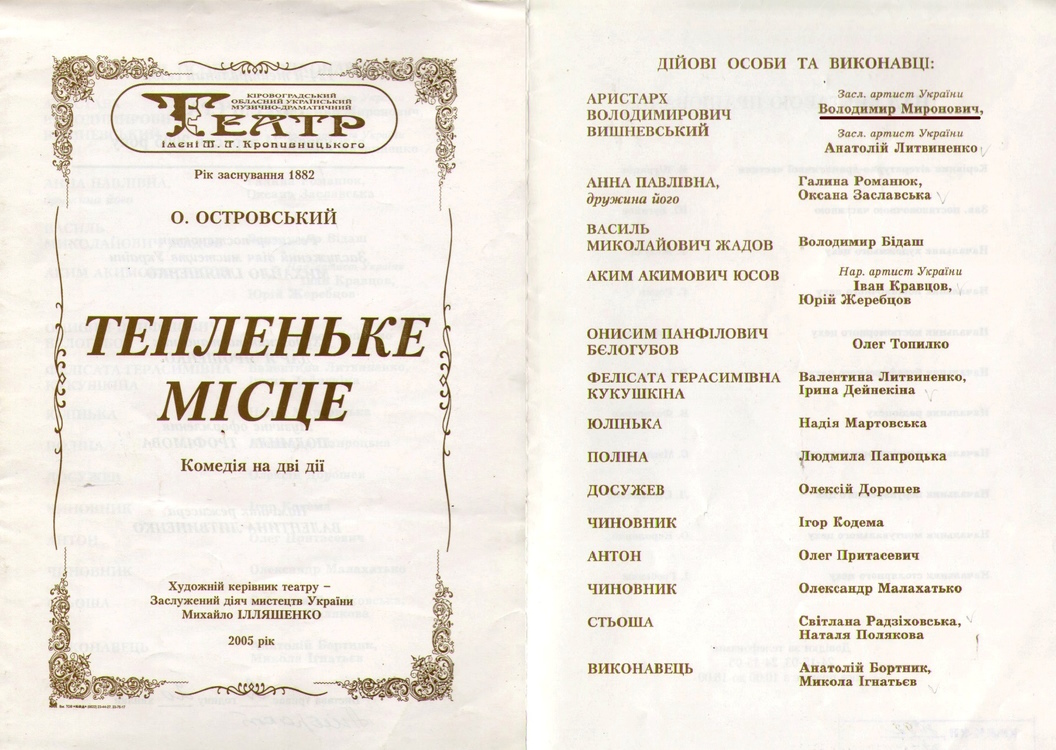 КІРОВОГРАДСЬКИЙ
ОБЛАСНИЙ УКРАЇНСЬКИЙ
МУЗИЧНО-ДРАМАТИЧНИЙ
ТЕАТР
імені М. Л. Кропивницького
Рік заснування 1882
О. ОСТРОВСЬКИЙ
ТЕПЛЕНЬКЕ
МІСЦЕ
Комедія на дві дії
Художній керівник театру –
Заслужений діяч мистецтв України
Михайло ІЛЛЯШЕНКО
2005 рік
ДІЙОВІ ОСОБИ ТА ВИКОНАВЦІ:
АРИСТАРХ
ВОЛОДИМИРОВИЧ
ВИШНЕВСЬКИЙ
Засл. артист України
Володимир Миронович,
Засл. артист України
Анатолій Литвиненко
АННА ПАВЛІВНА,
дружина його
Галина Романюк,
Оксана Заславська
ВАСИЛЬ
МИКОЛАЙОВИЧ ЖАДОВ
Володимир Відаш
АКИМ АКИМОВИЧ ЮСОВ
Нар. артист України
Іван Кравцов,
Юрій Жеребцов
ОНИСИМ ПАНФІЛОВИЧ
БЄЛОГУБОВ
Олег Топилко
ФЕЛІСАТА ГЕРАСИМІВНА
КУКУШКІНА
Валентина Литвиненко,
Ірина Дейнекіна
ЮЛІНЬКА
Надія Мартовська
ПОЛІНА
Людмила Папроцька
ДОСУЖЕВ
Олексій Дорошев
ЧИНОВНИК
Ігор Кодема
АНТОН
Олег Притасевич
ЧИНОВНИК
Олександр Малахатько
СТЬОША
Світлана Радзіховська,
Наталя Полякова
ВИКОНАВЕЦЬ
Анатолій Бортник,
Микола Ігнатьєв